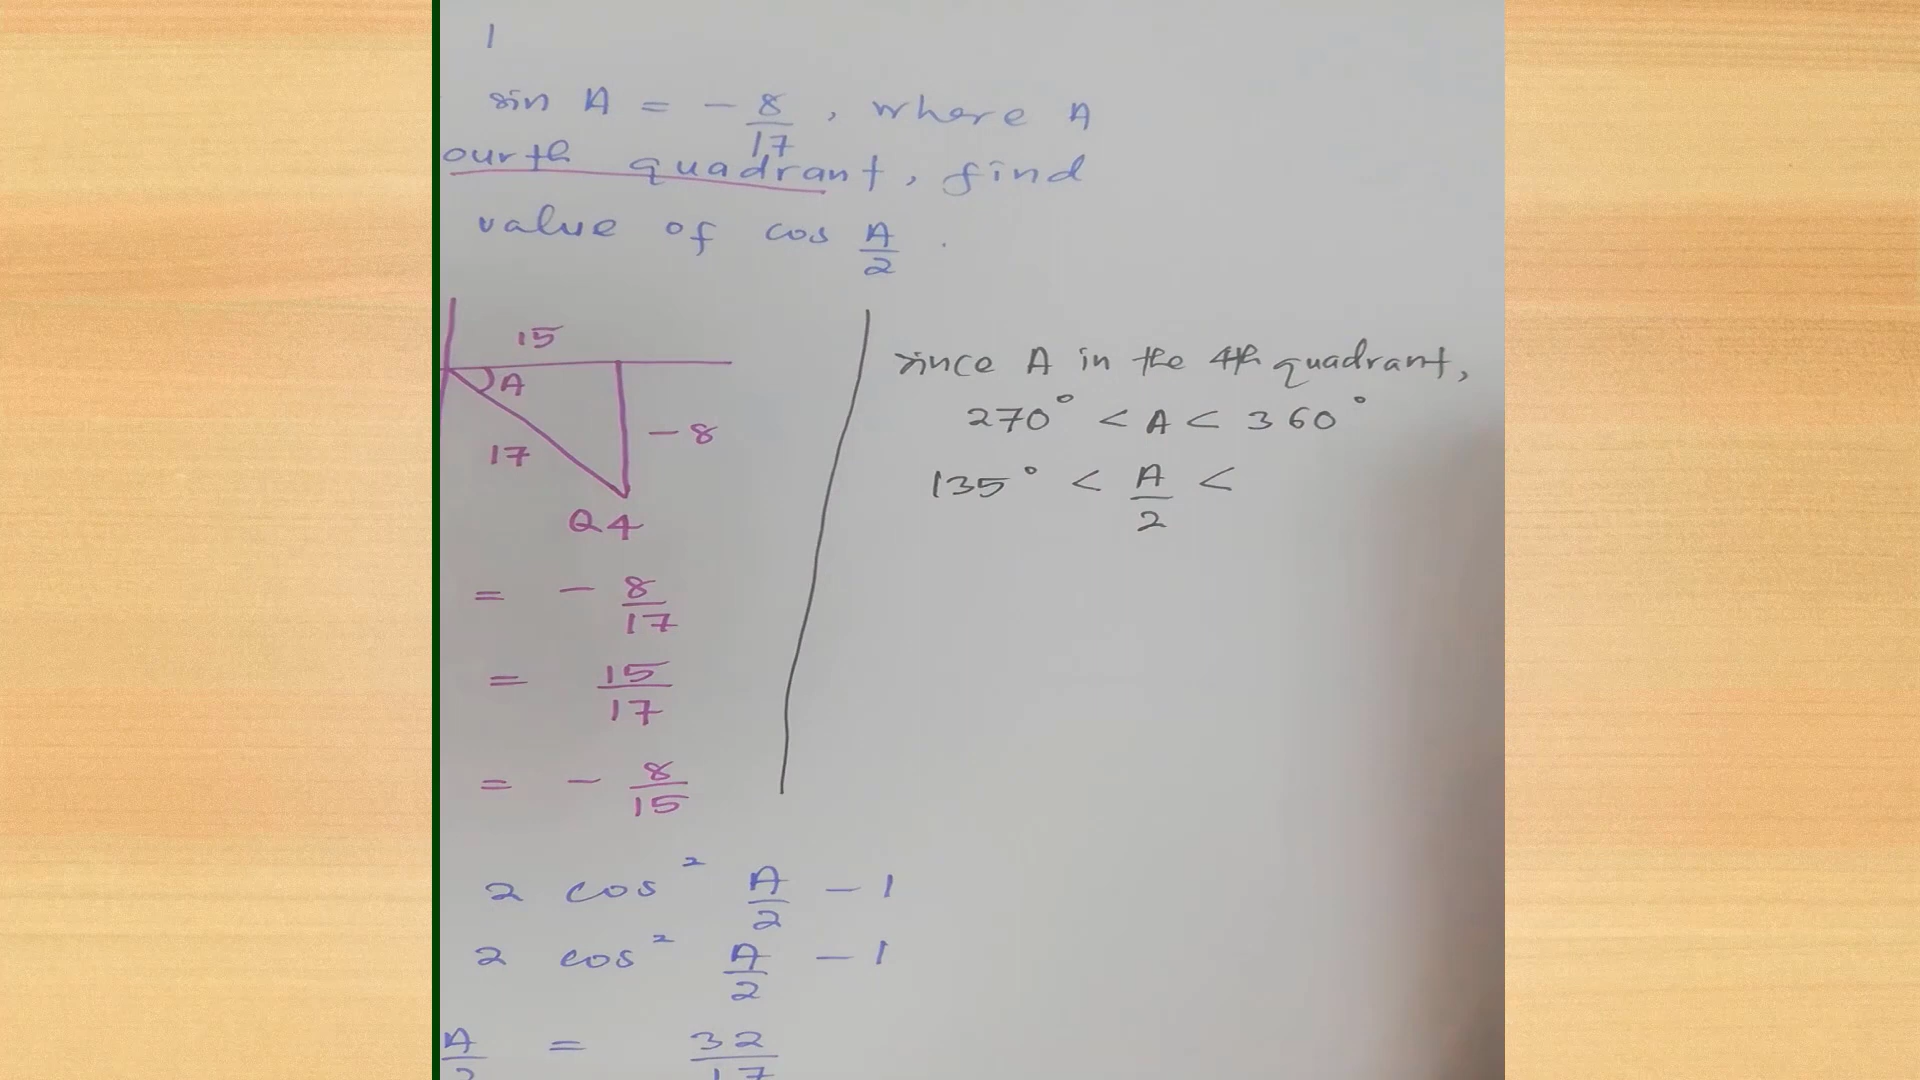 1
sin A = - 8/17 , where A
ourth quadrant, find
value of cos A/2 .
15
A
17
- 8
Q4
= - 8/17
= 15/17
= - 8/15
since A in the 4th quadrant,
270° < A < 360°
135° < A/2 <
2 cos² A/2 - 1
2 cos² A/2 - 1
A/2 = 32/17